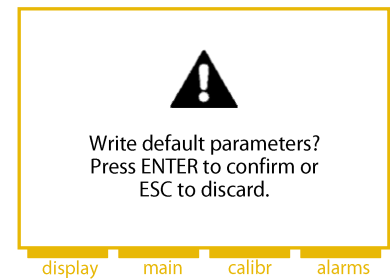 Write default parameters?
Press ENTER to confirm or
ESC to discard.
display main calibr alarms